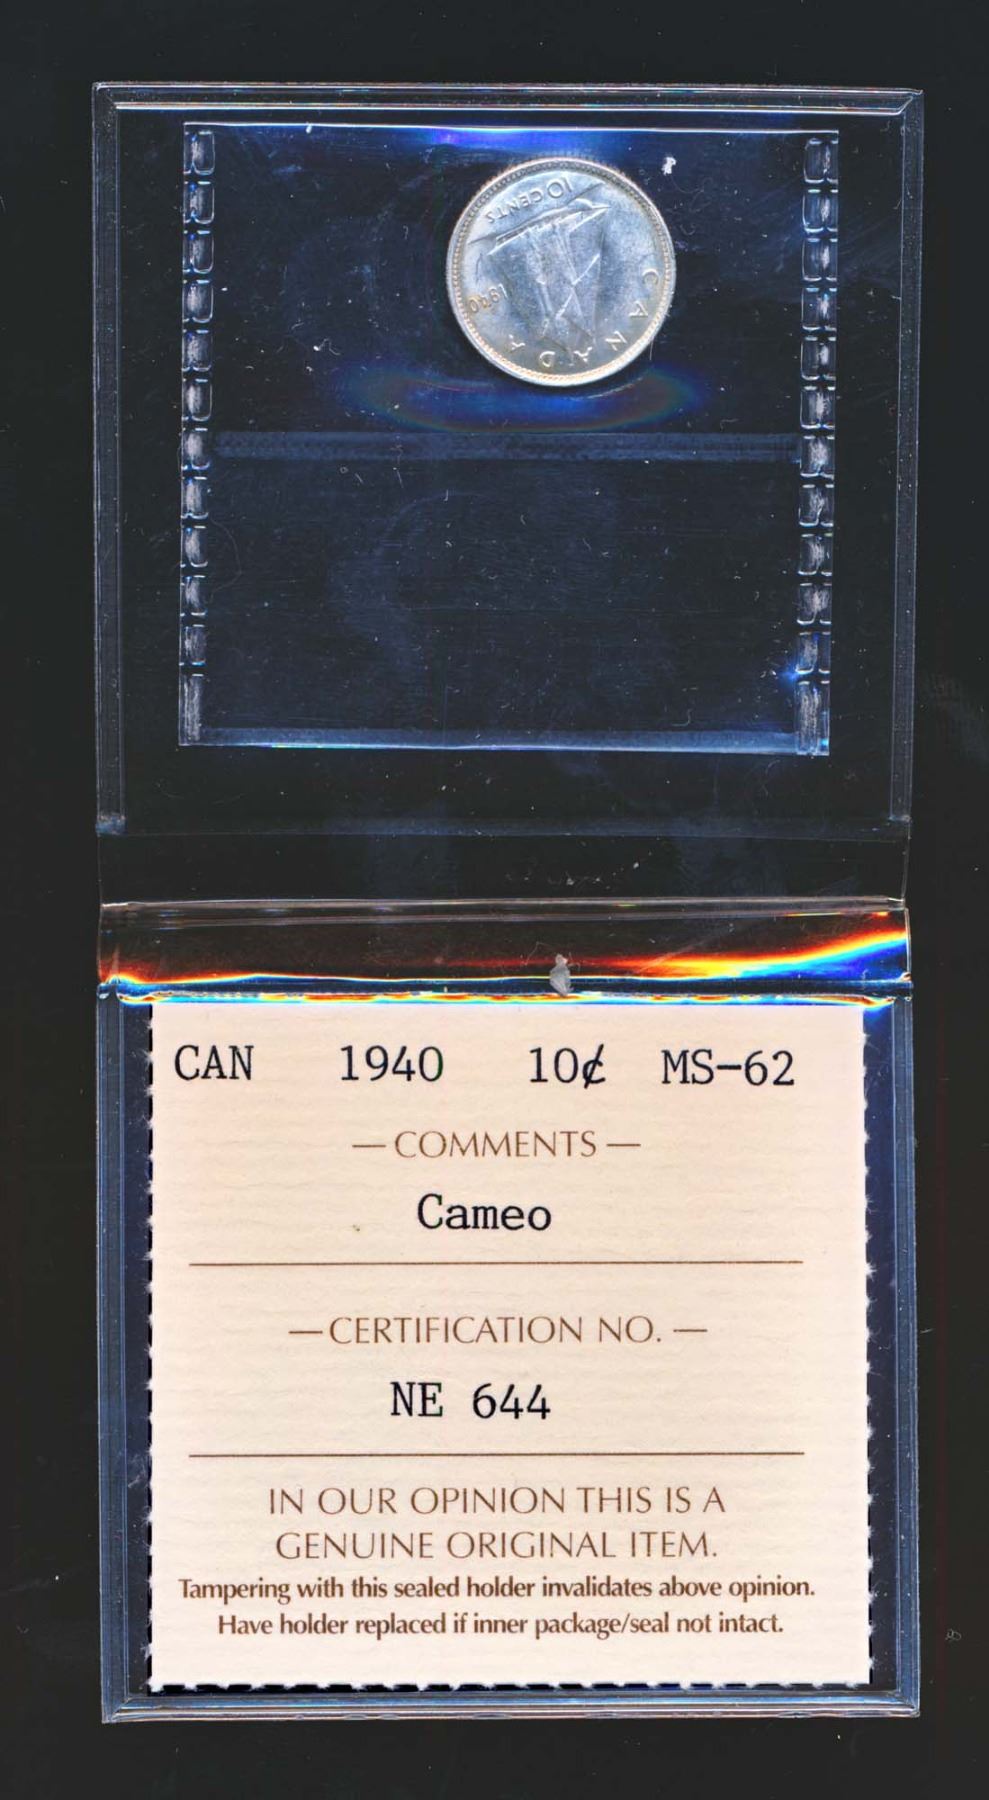 10 CENTS
1940
CANADA
CAN 1940 10¢ MS-62
— COMMENTS —
Cameo
— CERTIFICATION NO. —
NE 644
IN OUR OPINION THIS IS A
GENUINE ORIGINAL ITEM.
Tampering with this sealed holder invalidates above opinion.
Have holder replaced if inner package/seal not intact.